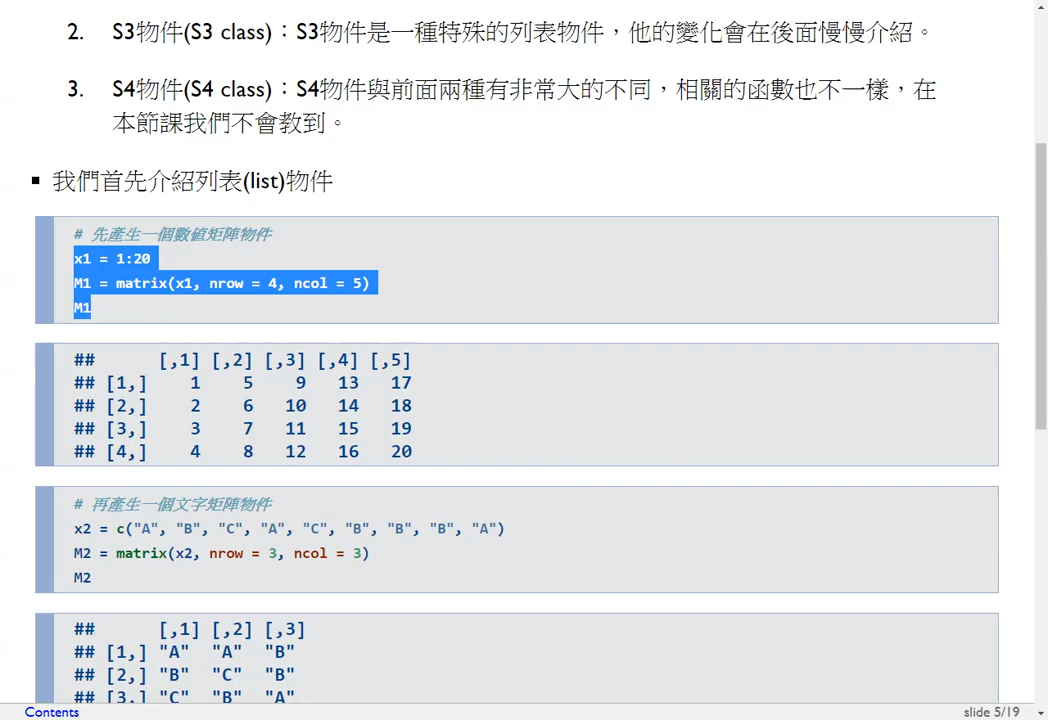 2. S3物件(S3 class)：S3物件是一種特殊的列表物件，他的變化會在後面慢慢介紹。
3. S4物件(S4 class)：S4物件與前面兩種有非常大的不同，相關的函數也不一樣，在
本節課我們不會教到。
▪ 我們首先介紹列表(list)物件
# 先產生一個數值矩陣物件
x1 = 1:20
M1 = matrix(x1, nrow = 4, ncol = 5)
M1
##      [,1] [,2] [,3] [,4] [,5]
## [1,]    1    5    9   13   17
## [2,]    2    6   10   14   18
## [3,]    3    7   11   15   19
## [4,]    4    8   12   16   20
# 再產生一個文字矩陣物件
x2 = c("A", "B", "C", "A", "C", "B", "B", "B", "A")
M2 = matrix(x2, nrow = 3, ncol = 3)
M2
##      [,1] [,2] [,3]
## [1,] "A"  "A"  "B"
## [2,] "B"  "C"  "B"
## [3,] "C"  "B"  "A"
Contents
slide 5/19